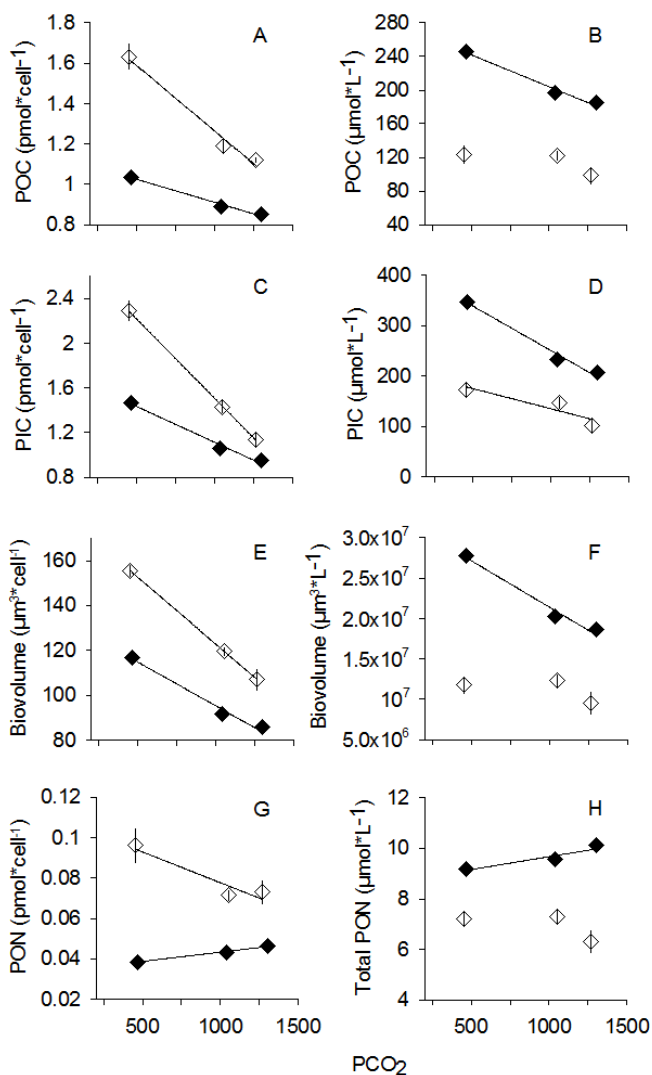 A
POC (pmol*cell⁻¹)
1.8
1.6
1.4
1.2
1
0.8
B
POC (µmol*L⁻¹)
280
240
200
160
120
80
40
C
PIC (pmol*cell⁻¹)
2.4
2
1.6
1.2
0.8
D
PIC (µmol*L⁻¹)
400
300
200
100
0
E
Biovolume (µm³*cell⁻¹)
160
140
120
100
80
F
Biovolume (µm³*L⁻¹)
3.0x10⁷
2.5x10⁷
2.0x10⁷
1.5x10⁷
10⁷
5.0x10⁶
G
PON (pmol*cell⁻¹)
0.12
0.1
0.08
0.06
0.04
0.02
500 1000 1500
H
Total PON (µmol*L⁻¹)
12
10
8
6
4
500 1000 1500
PCO₂